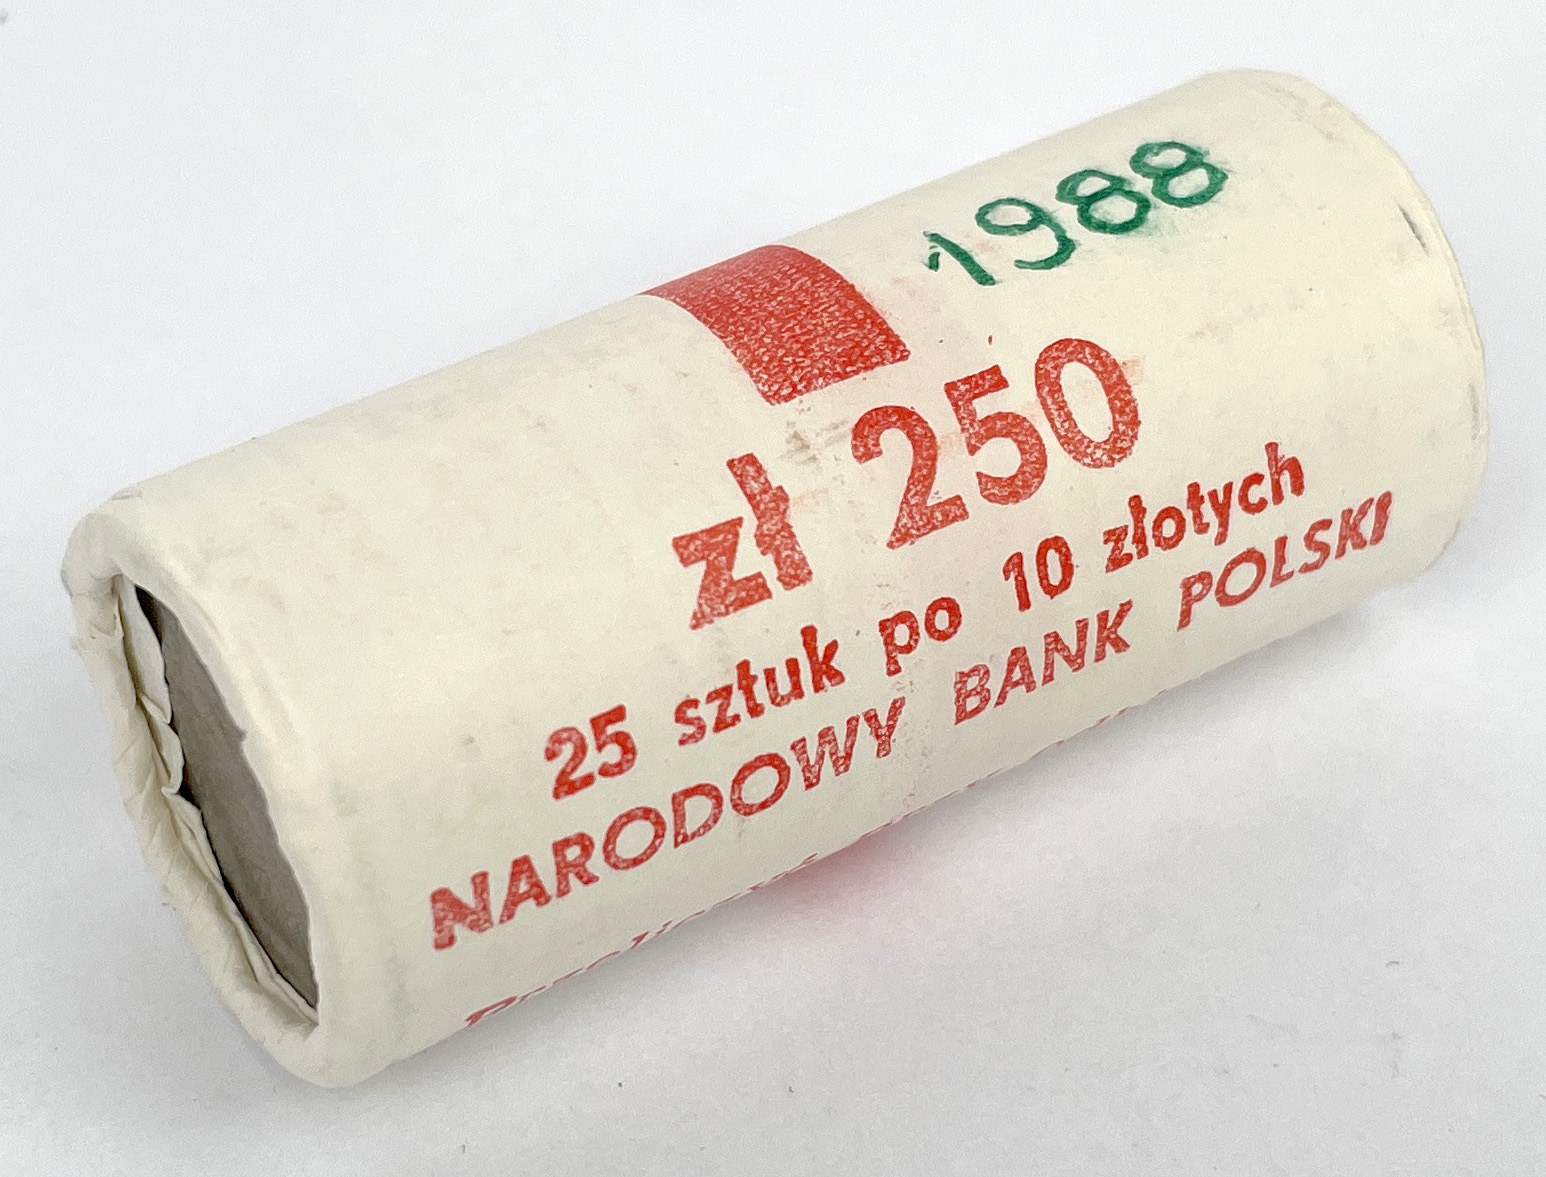 1988
zł 250
25 sztuk po 10 złotych
NARODOWY BANK POLSKI